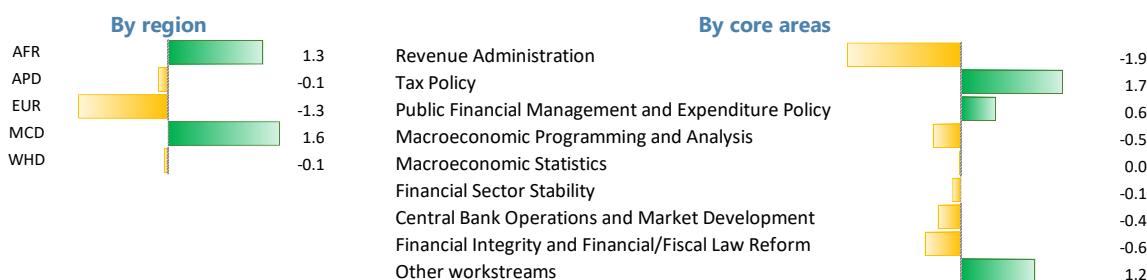 By region
AFR 1.3
APD -0.1
EUR -1.3
MCD 1.6
WHD -0.1
By core areas
Revenue Administration -1.9
Tax Policy 1.7
Public Financial Management and Expenditure Policy 0.6
Macroeconomic Programming and Analysis -0.5
Macroeconomic Statistics 0.0
Financial Sector Stability -0.1
Central Bank Operations and Market Development -0.4
Financial Integrity and Financial/Fiscal Law Reform -0.6
Other workstreams 1.2